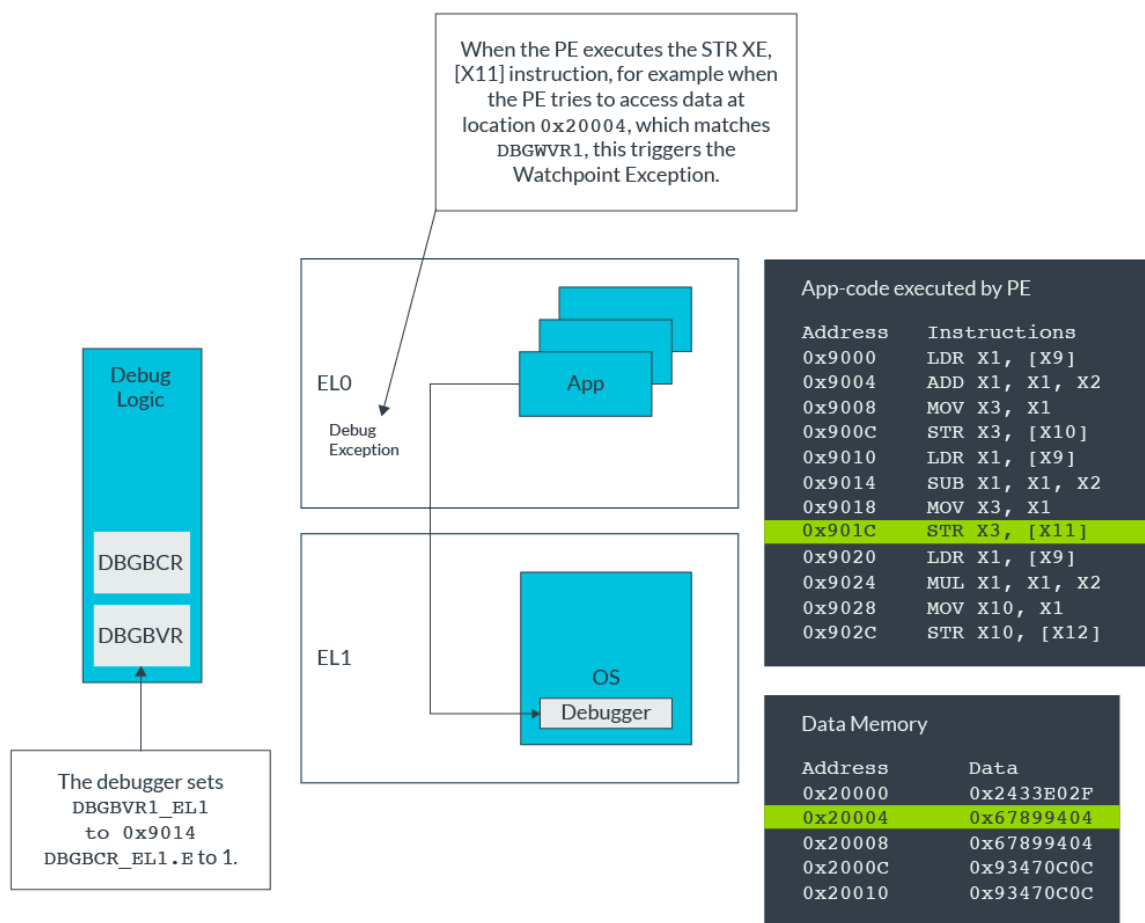 When the PE executes the STR XE,
[X11] instruction, for example when
the PE tries to access data at
location 0x20004, which matches
DBGWVR1, this triggers the
Watchpoint Exception.
Debug
Logic
DBGBCR
DBGBVR
The debugger sets
DBGBVR1_EL1
to 0x9014
DBGBCR_EL1.E to 1.
EL0
App
Debug
Exception
EL1
OS
Debugger
App-code executed by PE
Address Instructions
0x9000 LDR X1, [X9]
0x9004 ADD X1, X1, X2
0x9008 MOV X3, X1
0x900C STR X3, [X10]
0x9010 LDR X1, [X9]
0x9014 SUB X1, X1, X2
0x9018 MOV X3, X1
0x901C STR X3, [X11]
0x9020 LDR X1, [X9]
0x9024 MUL X1, X1, X2
0x9028 MOV X10, X1
0x902C STR X10, [X12]
Data Memory
Address Data
0x20000 0x2433E02F
0x20004 0x67899404
0x20008 0x67899404
0x2000C 0x93470C0C
0x20010 0x93470C0C